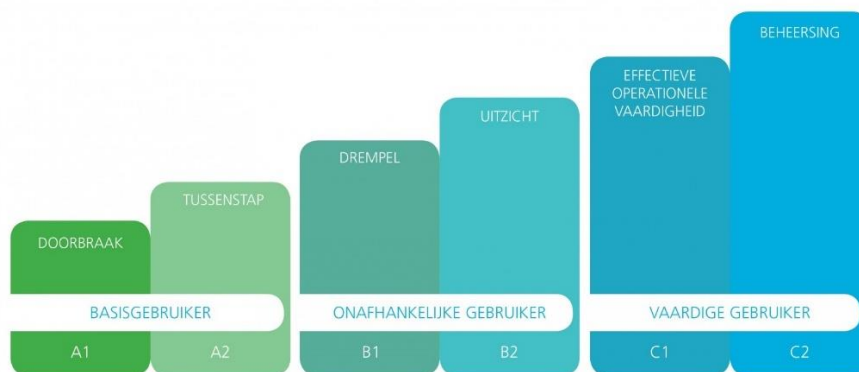 DOORBRAAK
TUSSENSTAP
DREMPEL
UITZICHT
EFFECTIEVE
OPERATIONELE
VAARDIGHEID
BEHEERSING
BASISGEBRUIKER
ONAFHANKELIJKE GEBRUIKER
VAARDIGE GEBRUIKER
A1
A2
B1
B2
C1
C2